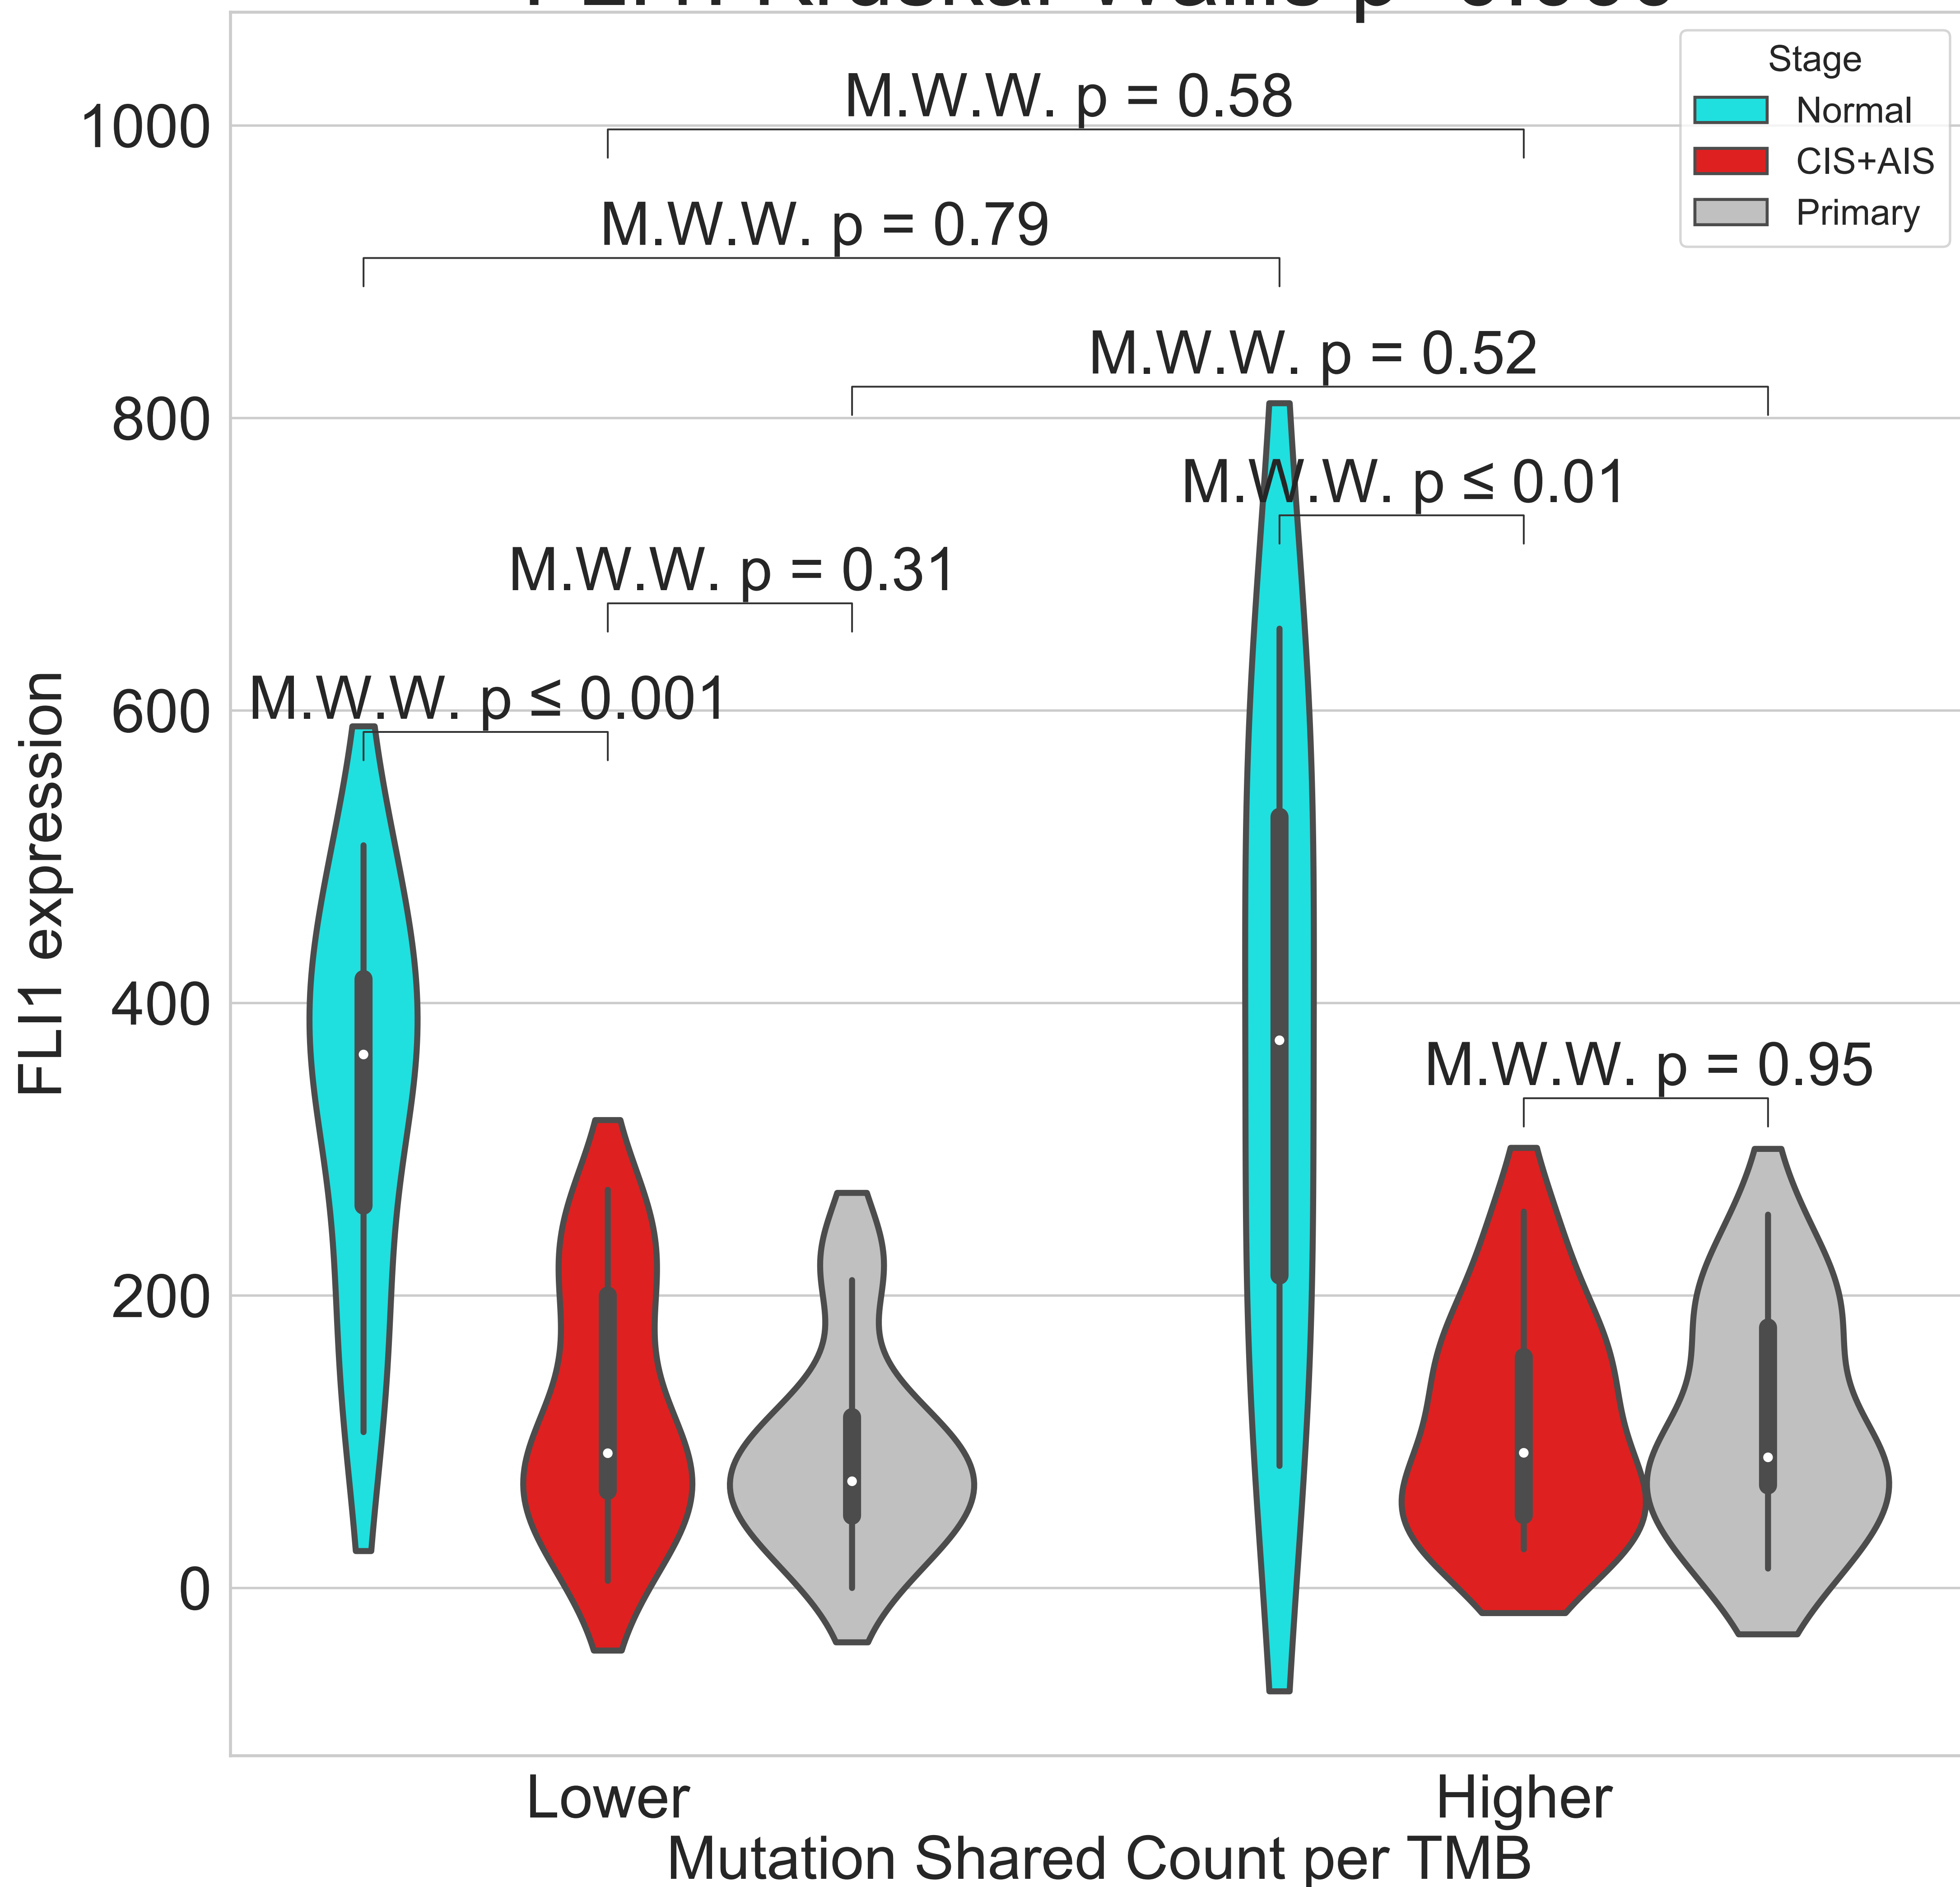 Stage
Normal
CIS+AIS
Primary
M.W.W. p = 0.58
M.W.W. p = 0.79
M.W.W. p = 0.52
M.W.W. p ≤ 0.01
M.W.W. p = 0.31
M.W.W. p ≤ 0.001
M.W.W. p = 0.95
1000
800
600
400
200
0
FLI1 expression
Lower
Higher
Mutation Shared Count per TMB